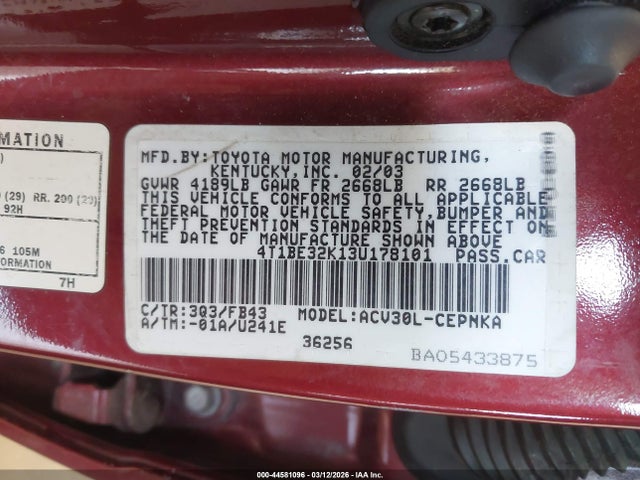 RMATION
)
0 (29) RR. 200 (29)
92H
6 105M
FORMATION
7H
MFD.BY:TOYOTA MOTOR MANUFACTURING,
KENTUCKY,INC. 02/03
GVWR 4189LB GAWR FR 2668LB RR 2668LB
THIS VEHICLE CONFORMS TO ALL APPLICABLE
FEDERAL MOTOR VEHICLE SAFETY,BUMPER AND
THEFT PREVENTION STANDARDS IN EFFECT ON
THE DATE OF MANUFACTURE SHOWN ABOVE
4T1BE32K13U178101 PASS.CAR
C/TR:3Q3/FB43 MODEL:ACV30L-CEPNKA
A/TM:-01A/U241E
36256
BA05433875
000-44581096 - 03/12/2026 - IAA Inc.